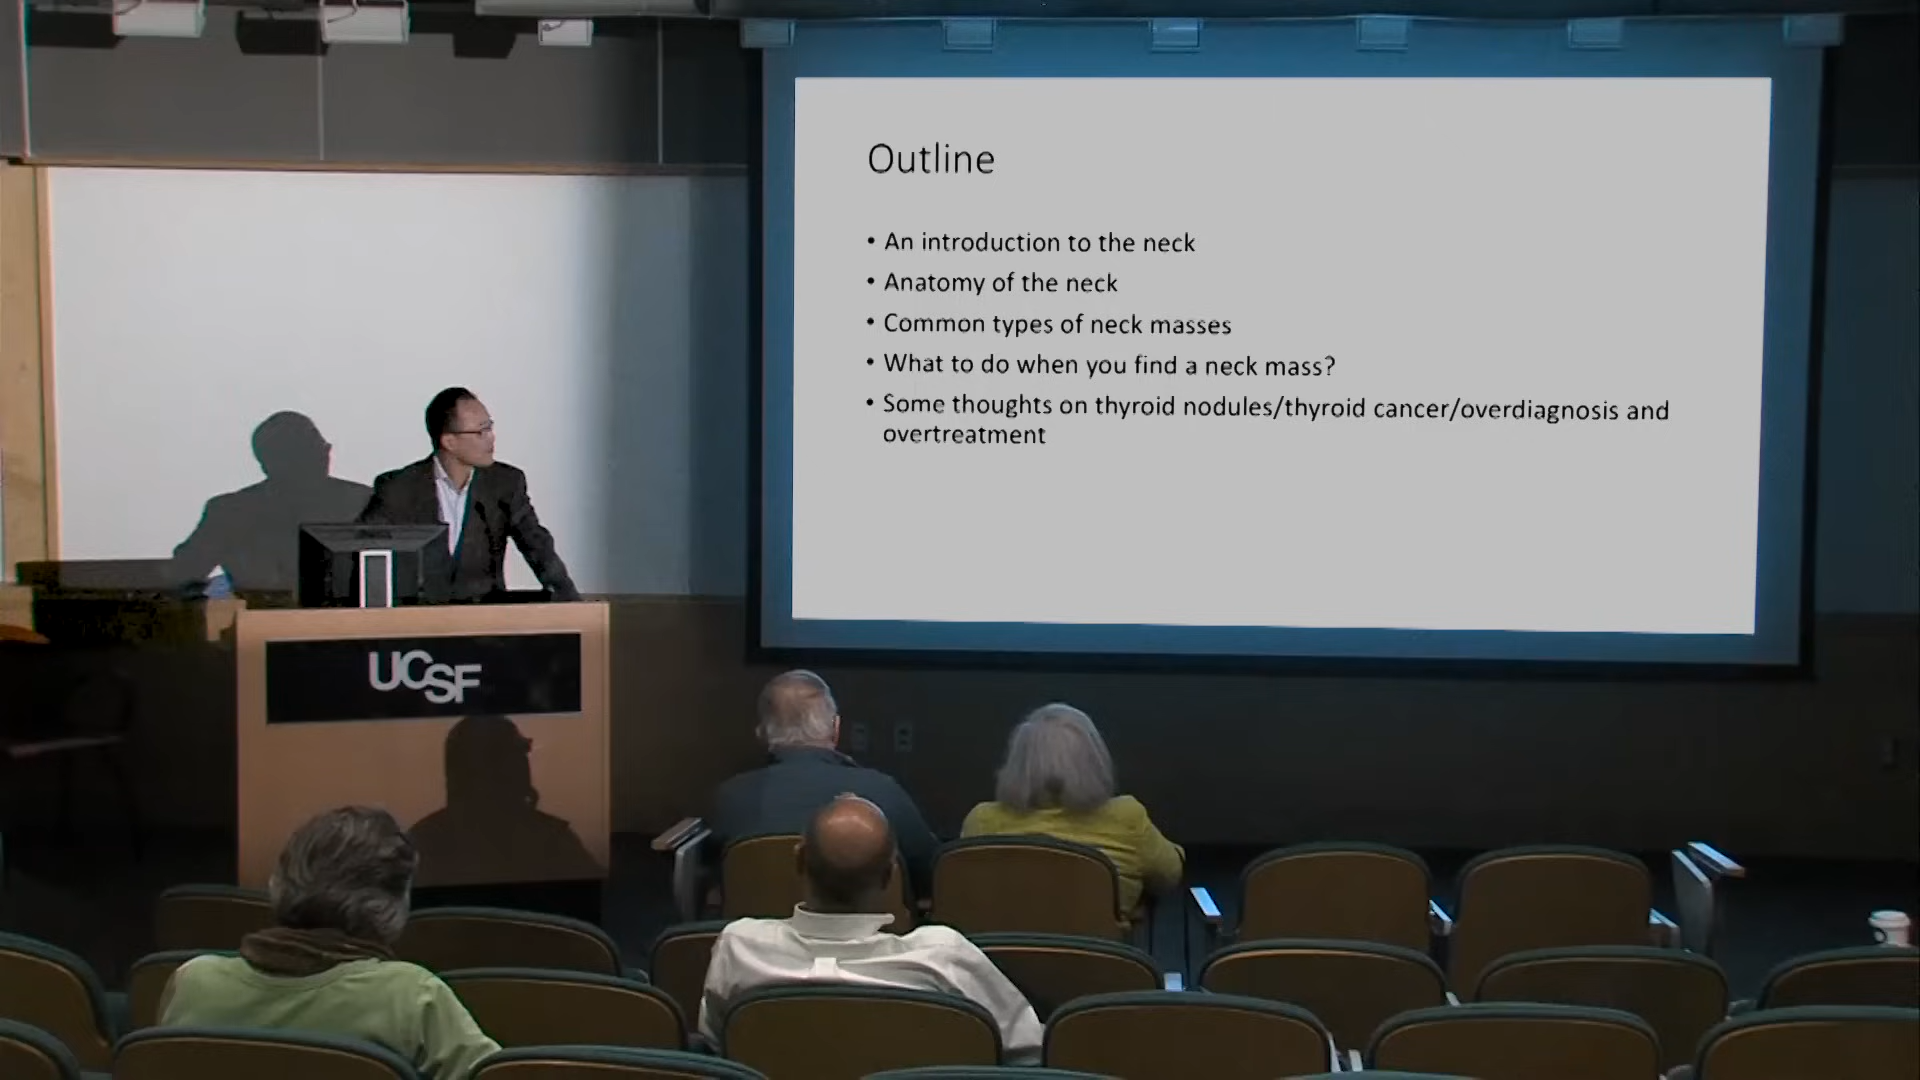 Outline
• An introduction to the neck
• Anatomy of the neck
• Common types of neck masses
• What to do when you find a neck mass?
• Some thoughts on thyroid nodules/thyroid cancer/overdiagnosis and
overtreatment
UCSF